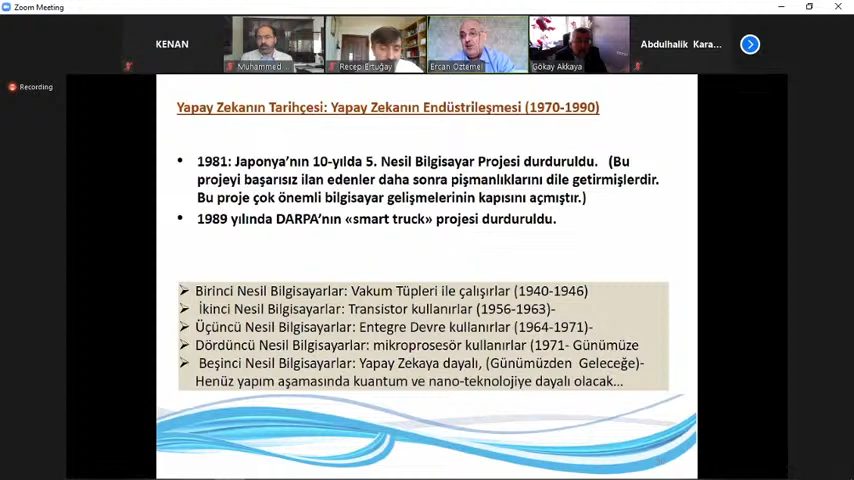 Zoom Meeting
KENAN
Muhammed ...
Recep Ertuğay
Ercan Öztemel
Gökay Akkaya
Abdulhalik Kara...
Recording
Yapay Zekanın Tarihçesi: Yapay Zekanın Endüstrileşmesi (1970-1990)
• 1981: Japonya’nın 10-yılda 5. Nesil Bilgisayar Projesi durduruldu. (Bu
projeyi başarısız ilan edenler daha sonra pişmanlıklarını dile getirmişlerdir.
Bu proje çok önemli bilgisayar gelişmelerinin kapısını açmıştır.)
• 1989 yılında DARPA’nın «smart truck» projesi durduruldu.
➢ Birinci Nesil Bilgisayarlar: Vakum Tüpleri ile çalışırlar (1940-1946)
➢ İkinci Nesil Bilgisayarlar: Transistor kullanırlar (1956-1963)-
➢ Üçüncü Nesil Bilgisayarlar: Entegre Devre kullanırlar (1964-1971)-
➢ Dördüncü Nesil Bilgisayarlar: mikroprosesör kullanırlar (1971- Günümüze
➢ Beşinci Nesil Bilgisayarlar: Yapay Zekaya dayalı, (Günümüzden Geleceğe)-
Henüz yapım aşamasında kuantum ve nano-teknolojiye dayalı olacak...